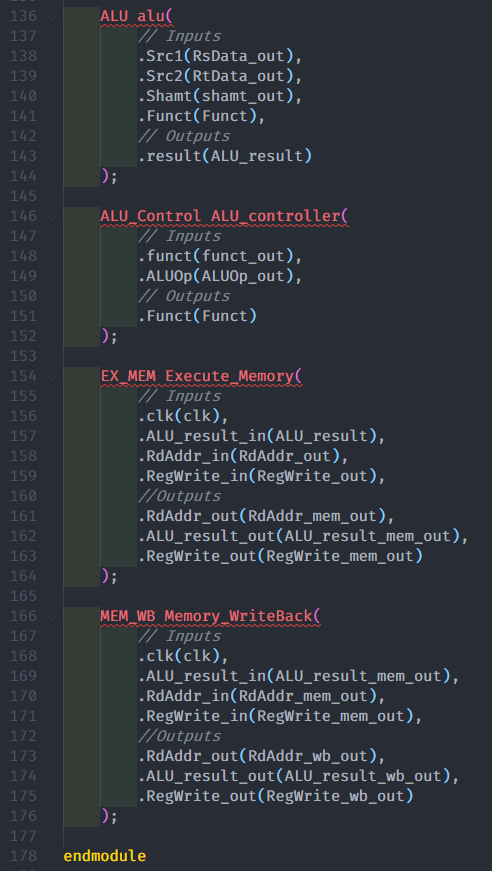 136 ALU alu(
137 // Inputs
138 .Src1(RsData_out),
139 .Src2(RtData_out),
140 .Shamt(shamt_out),
141 .Funct(Funct),
142 // Outputs
143 .result(ALU_result)
144 );
145
146 ALU_Control ALU_controller(
147 // Inputs
148 .funct(funct_out),
149 .ALUOp(ALUOp_out),
150 // Outputs
151 .Funct(Funct)
152 );
153
154 EX_MEM Execute_Memory(
155 // Inputs
156 .clk(clk),
157 .ALU_result_in(ALU_result),
158 .RdAddr_in(RdAddr_out),
159 .RegWrite_in(RegWrite_out),
160 //Outputs
161 .RdAddr_out(RdAddr_mem_out),
162 .ALU_result_out(ALU_result_mem_out),
163 .RegWrite_out(RegWrite_mem_out)
164 );
165
166 MEM_WB Memory_WriteBack(
167 // Inputs
168 .clk(clk),
169 .ALU_result_in(ALU_result_mem_out),
170 .RdAddr_in(RdAddr_mem_out),
171 .RegWrite_in(RegWrite_mem_out),
172 //Outputs
173 .RdAddr_out(RdAddr_wb_out),
174 .ALU_result_out(ALU_result_wb_out),
175 .RegWrite_out(RegWrite_wb_out)
176 );
177
178 endmodule